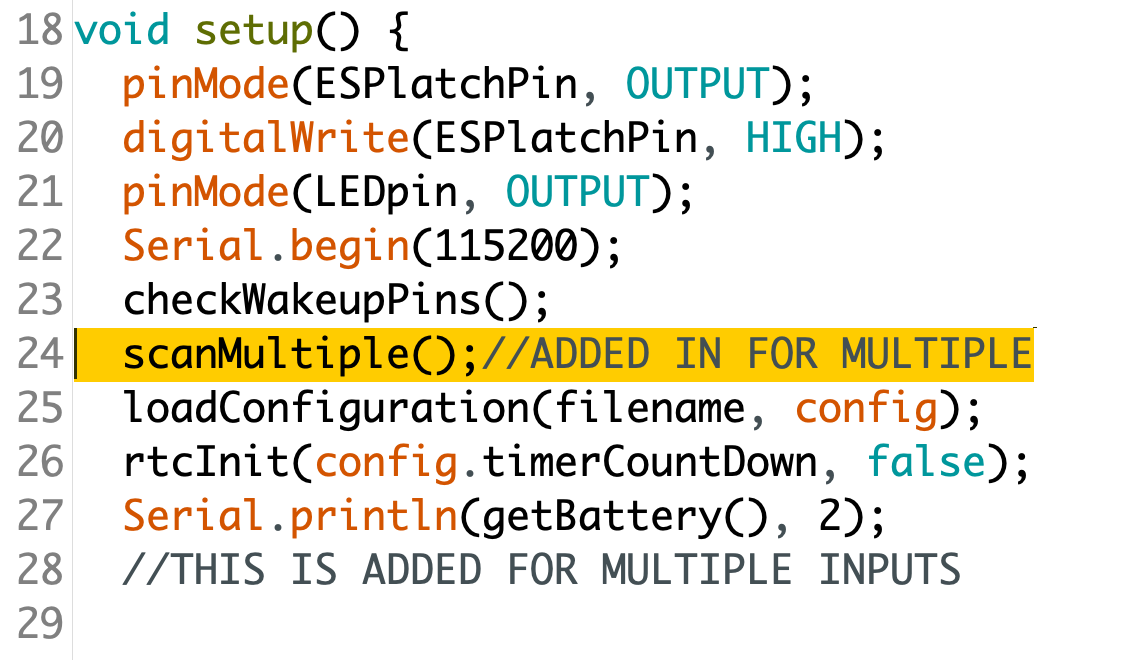 18 void setup() {
19   pinMode(ESPlatchPin, OUTPUT);
20   digitalWrite(ESPlatchPin, HIGH);
21   pinMode(LEDpin, OUTPUT);
22   Serial.begin(115200);
23   checkWakeupPins();
24   scanMultiple();//ADDED IN FOR MULTIPLE
25   loadConfiguration(filename, config);
26   rtcInit(config.timerCountDown, false);
27   Serial.println(getBattery(), 2);
28   //THIS IS ADDED FOR MULTIPLE INPUTS
29